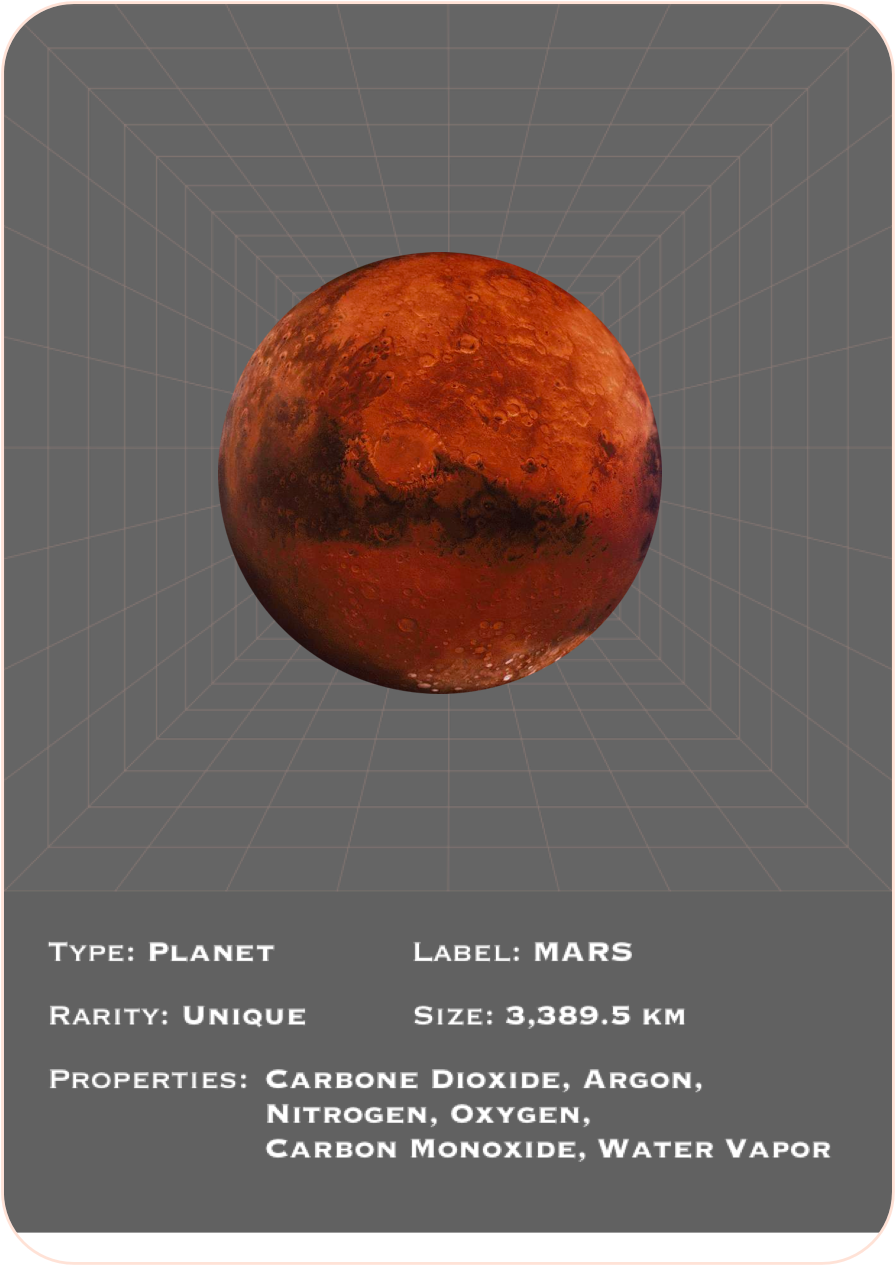 Type: Planet Label: MARS
Rarity: Unique Size: 3,389.5 km
Properties: Carbone Dioxide, Argon,
Nitrogen, Oxygen,
Carbon Monoxide, Water Vapor